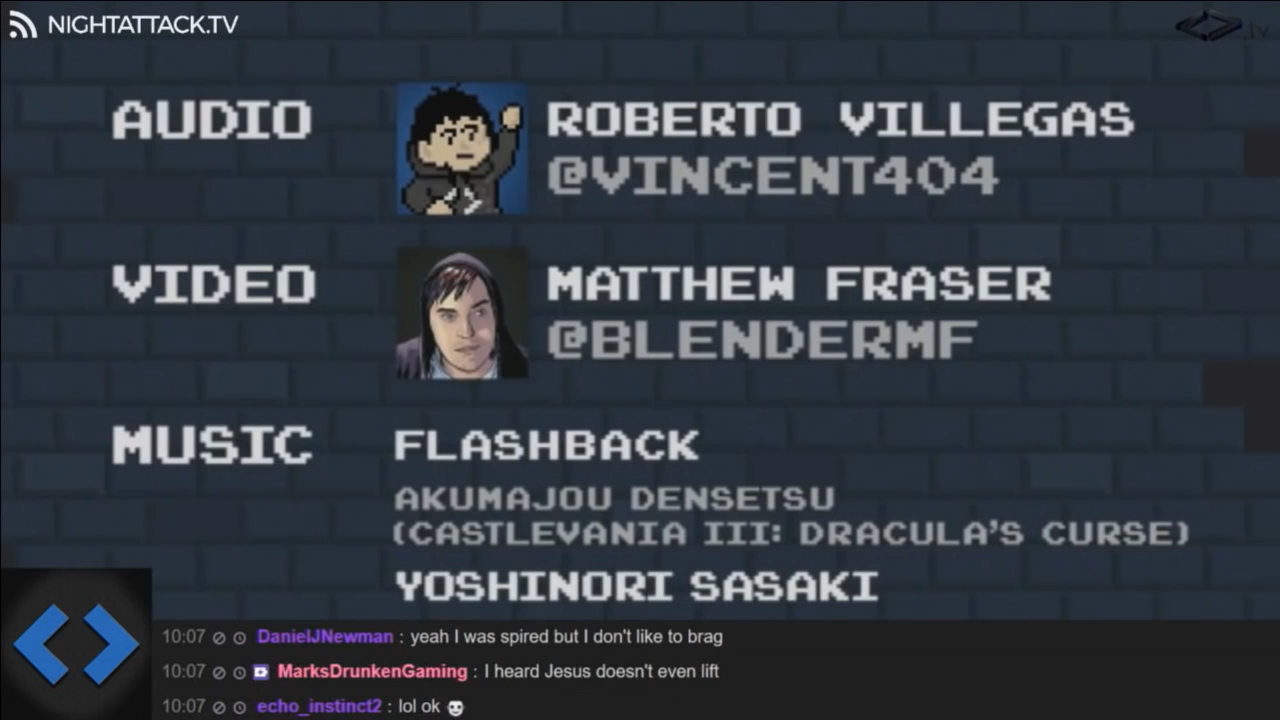 NIGHTATTACK.TV
.tv
AUDIO
ROBERTO VILLEGAS
@VINCENT404
VIDEO
MATTHEW FRASER
@BLENDERMF
MUSIC
FLASHBACK
AKUMAJOU DENSETSU
(CASTLEVANIA III: DRACULA'S CURSE)
YOSHINORI SASAKI
10:07 DanielJNewman : yeah I was spired but I don't like to brag
10:07 MarksDrunkenGaming : I heard Jesus doesn't even lift
10:07 echo_instinct2 : lol ok